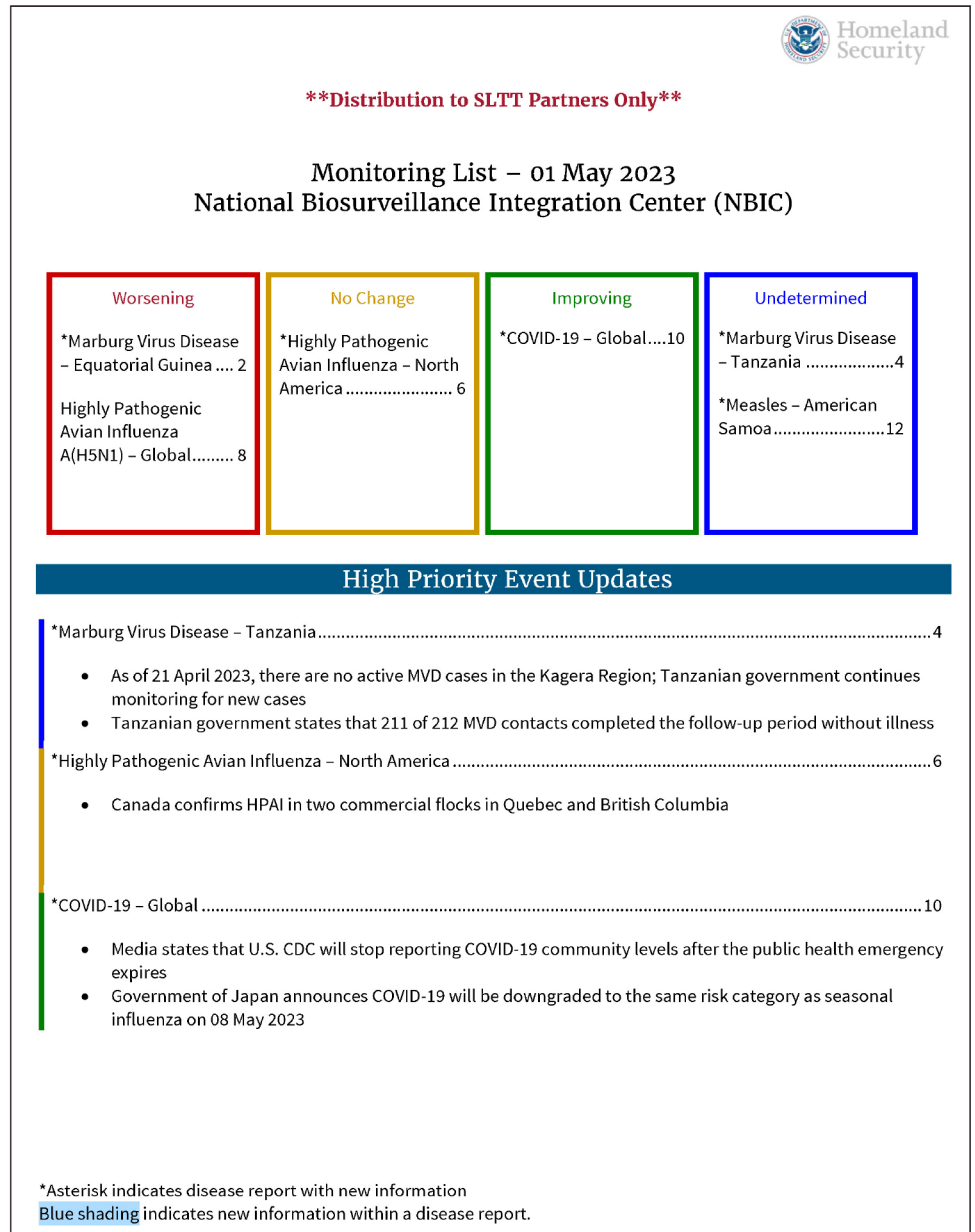 Homeland
Security
**Distribution to SLTT Partners Only**
Monitoring List – 01 May 2023
National Biosurveillance Integration Center (NBIC)
Worsening
*Marburg Virus Disease
– Equatorial Guinea .... 2
Highly Pathogenic
Avian Influenza
A(H5N1) – Global......... 8
No Change
*Highly Pathogenic
Avian Influenza – North
America ....................... 6
Improving
*COVID-19 – Global....10
Undetermined
*Marburg Virus Disease
– Tanzania ...................4
*Measles – American
Samoa........................12
High Priority Event Updates
*Marburg Virus Disease – Tanzania....................................................................................................................................4
• As of 21 April 2023, there are no active MVD cases in the Kagera Region; Tanzanian government continues
monitoring for new cases
• Tanzanian government states that 211 of 212 MVD contacts completed the follow-up period without illness
*Highly Pathogenic Avian Influenza – North America.......................................................................................................6
• Canada confirms HPAI in two commercial flocks in Quebec and British Columbia
*COVID-19 – Global ...........................................................................................................................................................10
• Media states that U.S. CDC will stop reporting COVID-19 community levels after the public health emergency
expires
• Government of Japan announces COVID-19 will be downgraded to the same risk category as seasonal
influenza on 08 May 2023
*Asterisk indicates disease report with new information
Blue shading indicates new information within a disease report.